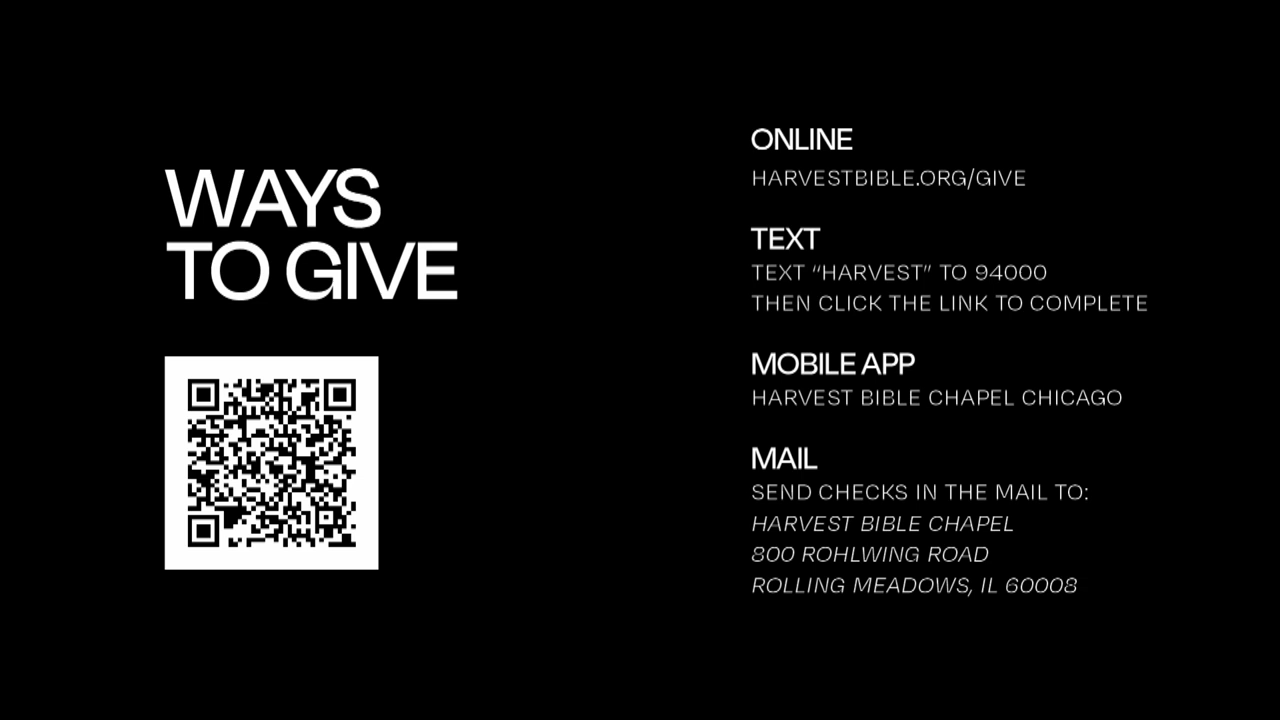 WAYS
TO GIVE
ONLINE
HARVESTBIBLE.ORG/GIVE
TEXT
TEXT “HARVEST” TO 94000
THEN CLICK THE LINK TO COMPLETE
MOBILE APP
HARVEST BIBLE CHAPEL CHICAGO
MAIL
SEND CHECKS IN THE MAIL TO:
HARVEST BIBLE CHAPEL
800 ROHLWING ROAD
ROLLING MEADOWS, IL 60008